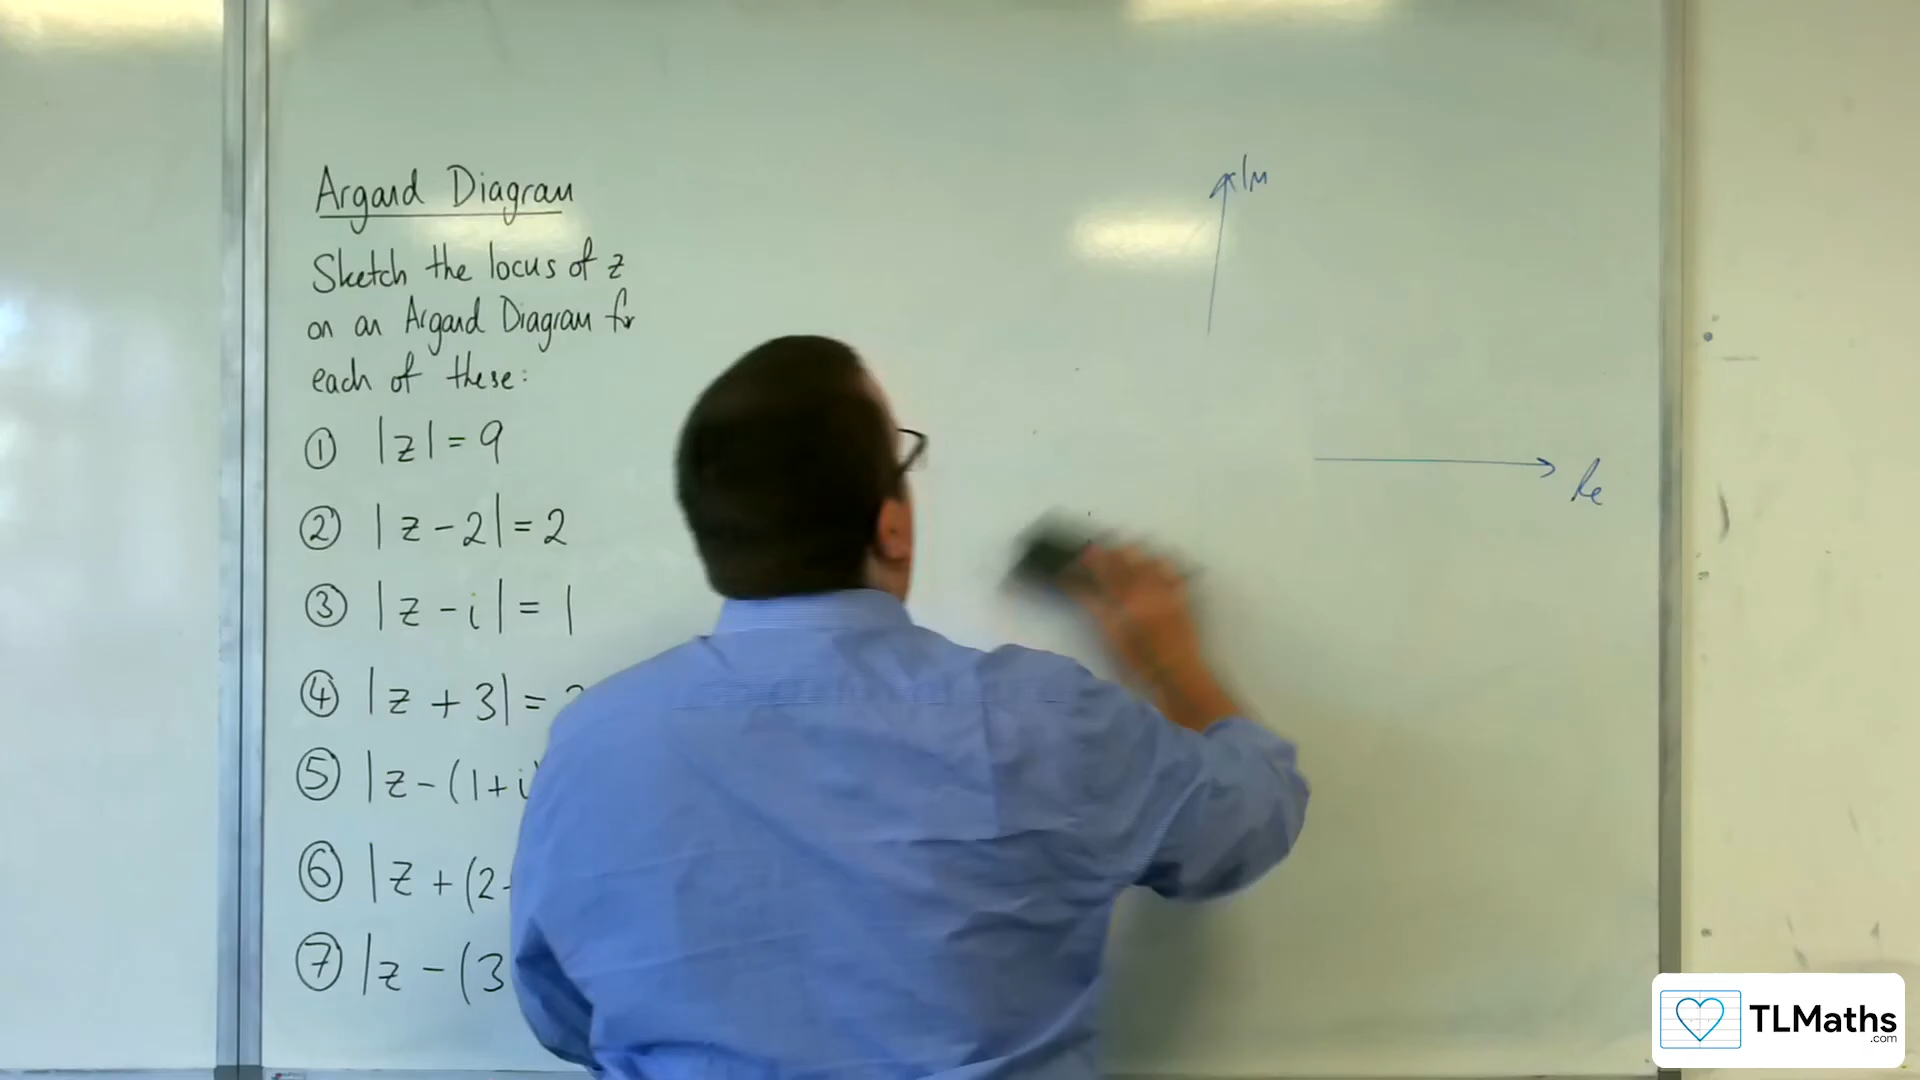 Argand Diagram
Sketch the locus of z
on an Argand Diagram for
each of these:
① |z| = 9
② |z - 2| = 2
③ |z - i| = 1
④ |z + 3| =
⑤ |z - (1 + i
⑥ |z + (2
⑦ |z - (3
Im
Re
TLMaths
.com